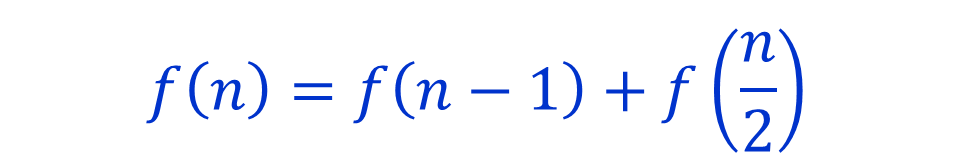 f(n) = f(n − 1) + f(n/2)